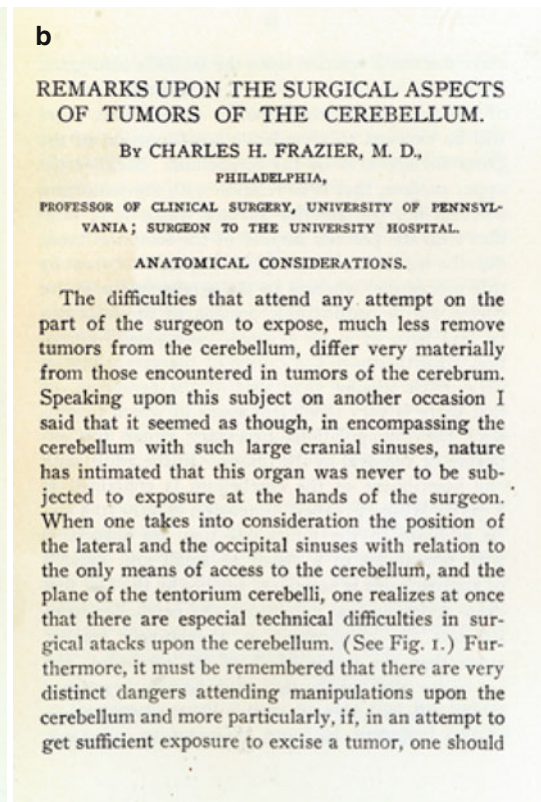 b
REMARKS UPON THE SURGICAL ASPECTS
OF TUMORS OF THE CEREBELLUM.
By CHARLES H. FRAZIER, M. D.,
PHILADELPHIA,
PROFESSOR OF CLINICAL SURGERY, UNIVERSITY OF PENNSYL-
VANIA; SURGEON TO THE UNIVERSITY HOSPITAL.
ANATOMICAL CONSIDERATIONS.
The difficulties that attend any attempt on the
part of the surgeon to expose, much less remove
tumors from the cerebellum, differ very materially
from those encountered in tumors of the cerebrum.
Speaking upon this subject on another occasion I
said that it seemed as though, in encompassing the
cerebellum with such large cranial sinuses, nature
has intimated that this organ was never to be sub-
jected to exposure at the hands of the surgeon.
When one takes into consideration the position of
the lateral and the occipital sinuses with relation to
the only means of access to the cerebellum, and the
plane of the tentorium cerebelli, one realizes at once
that there are especial technical difficulties in sur-
gical atacks upon the cerebellum. (See Fig. 1.) Fur-
thermore, it must be remembered that there are very
distinct dangers attending manipulations upon the
cerebellum and more particularly, if, in an attempt to
get sufficient exposure to excise a tumor, one should